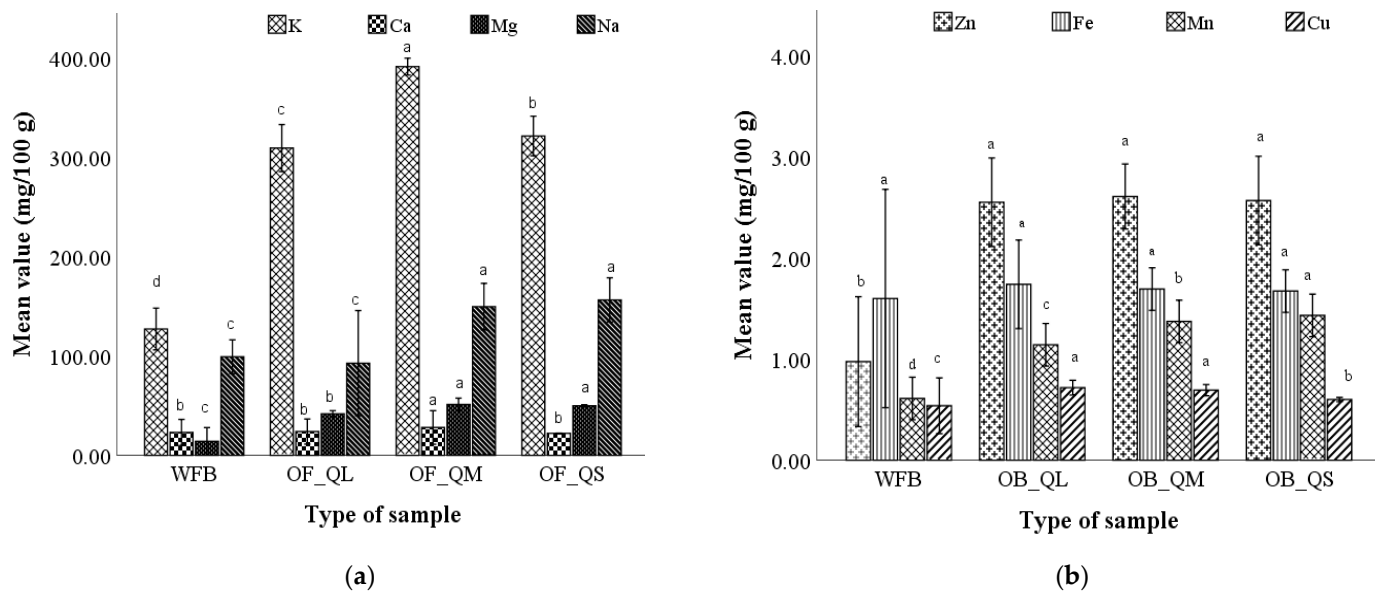 K Ca Mg Na
400.00
300.00
200.00
100.00
0.00
Mean value (mg/100 g)
d b c c
c b b c
a a a a
b b a a
WFB OF_QL OF_QM OF_QS
Type of sample
(a)
Zn Fe Mn Cu
4.00
3.00
2.00
1.00
0.00
Mean value (mg/100 g)
b a d c
a a c a
a a b a
a a a b
WFB OB_QL OB_QM OB_QS
Type of sample
(b)